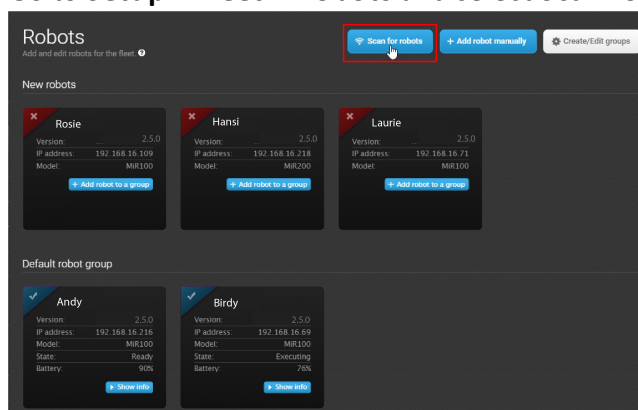 Robots
Add and edit robots for the fleet.
Scan for robots
+ Add robot manually
Create/Edit groups
New robots
Rosie
Version: 2.5.0
IP address: 192.168.16.109
Model: MiR100
+ Add robot to a group
Hansi
Version: 2.5.0
IP address: 192.168.16.218
Model: MiR200
+ Add robot to a group
Laurie
Version: 2.5.0
IP address: 192.168.16.71
Model: MiR100
+ Add robot to a group
Default robot group
Andy
Version: 2.5.0
IP address: 192.168.16.216
Model: MiR100
State: Ready
Battery: 90%
Show info
Birdy
Version: 2.5.0
IP address: 192.168.16.69
Model: MiR100
State: Executing
Battery: 76%
Show info